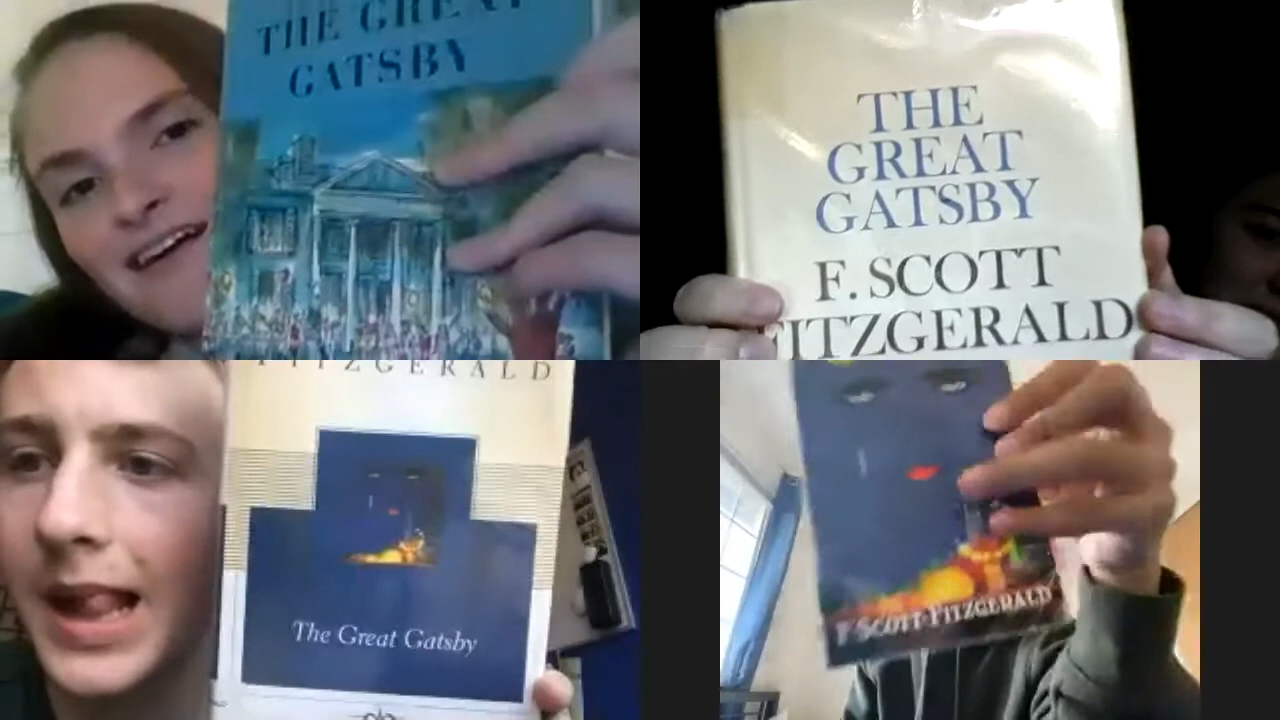 THE GREAT
GATSBY
THE
GREAT
GATSBY
F. SCOTT
FITZGERALD
FITZGERALD
The Great Gatsby
F. SCOTT FITZGERALD